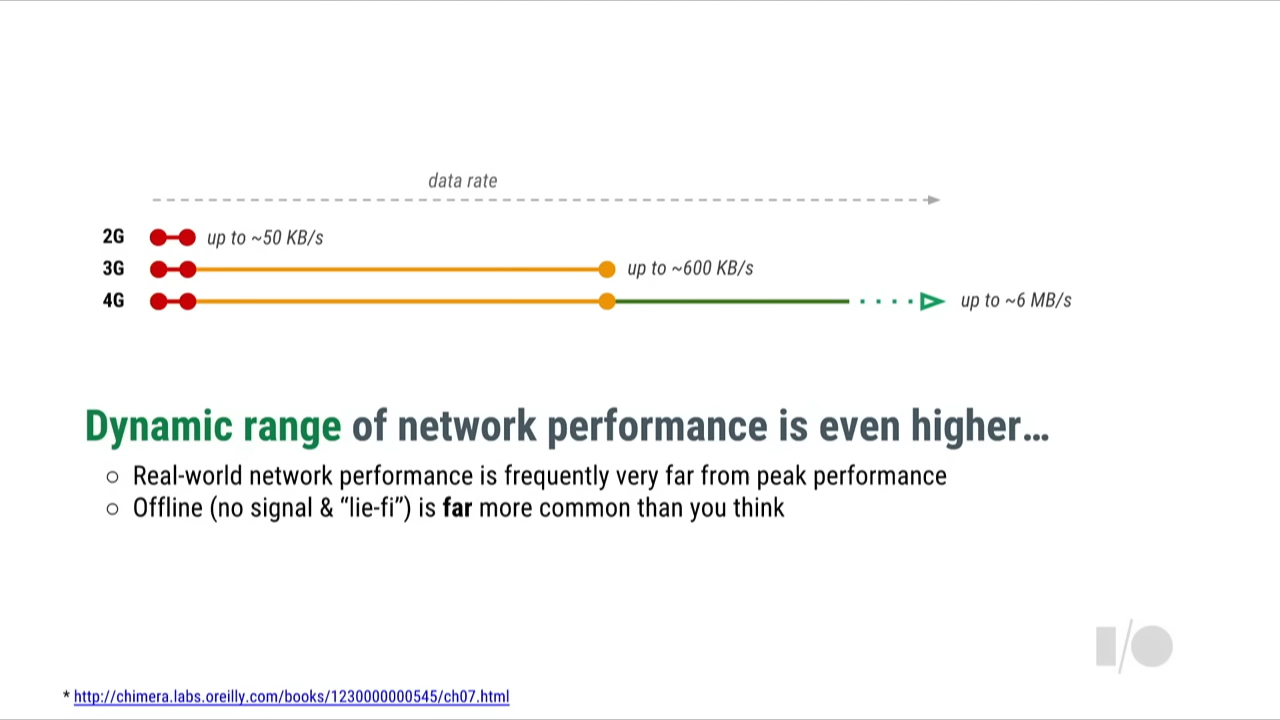 data rate
2G up to ~50 KB/s
3G up to ~600 KB/s
4G up to ~6 MB/s
Dynamic range of network performance is even higher…
○ Real-world network performance is frequently very far from peak performance
○ Offline (no signal & “lie-fi”) is far more common than you think
I/O
* http://chimera.labs.oreilly.com/books/1230000000545/ch07.html